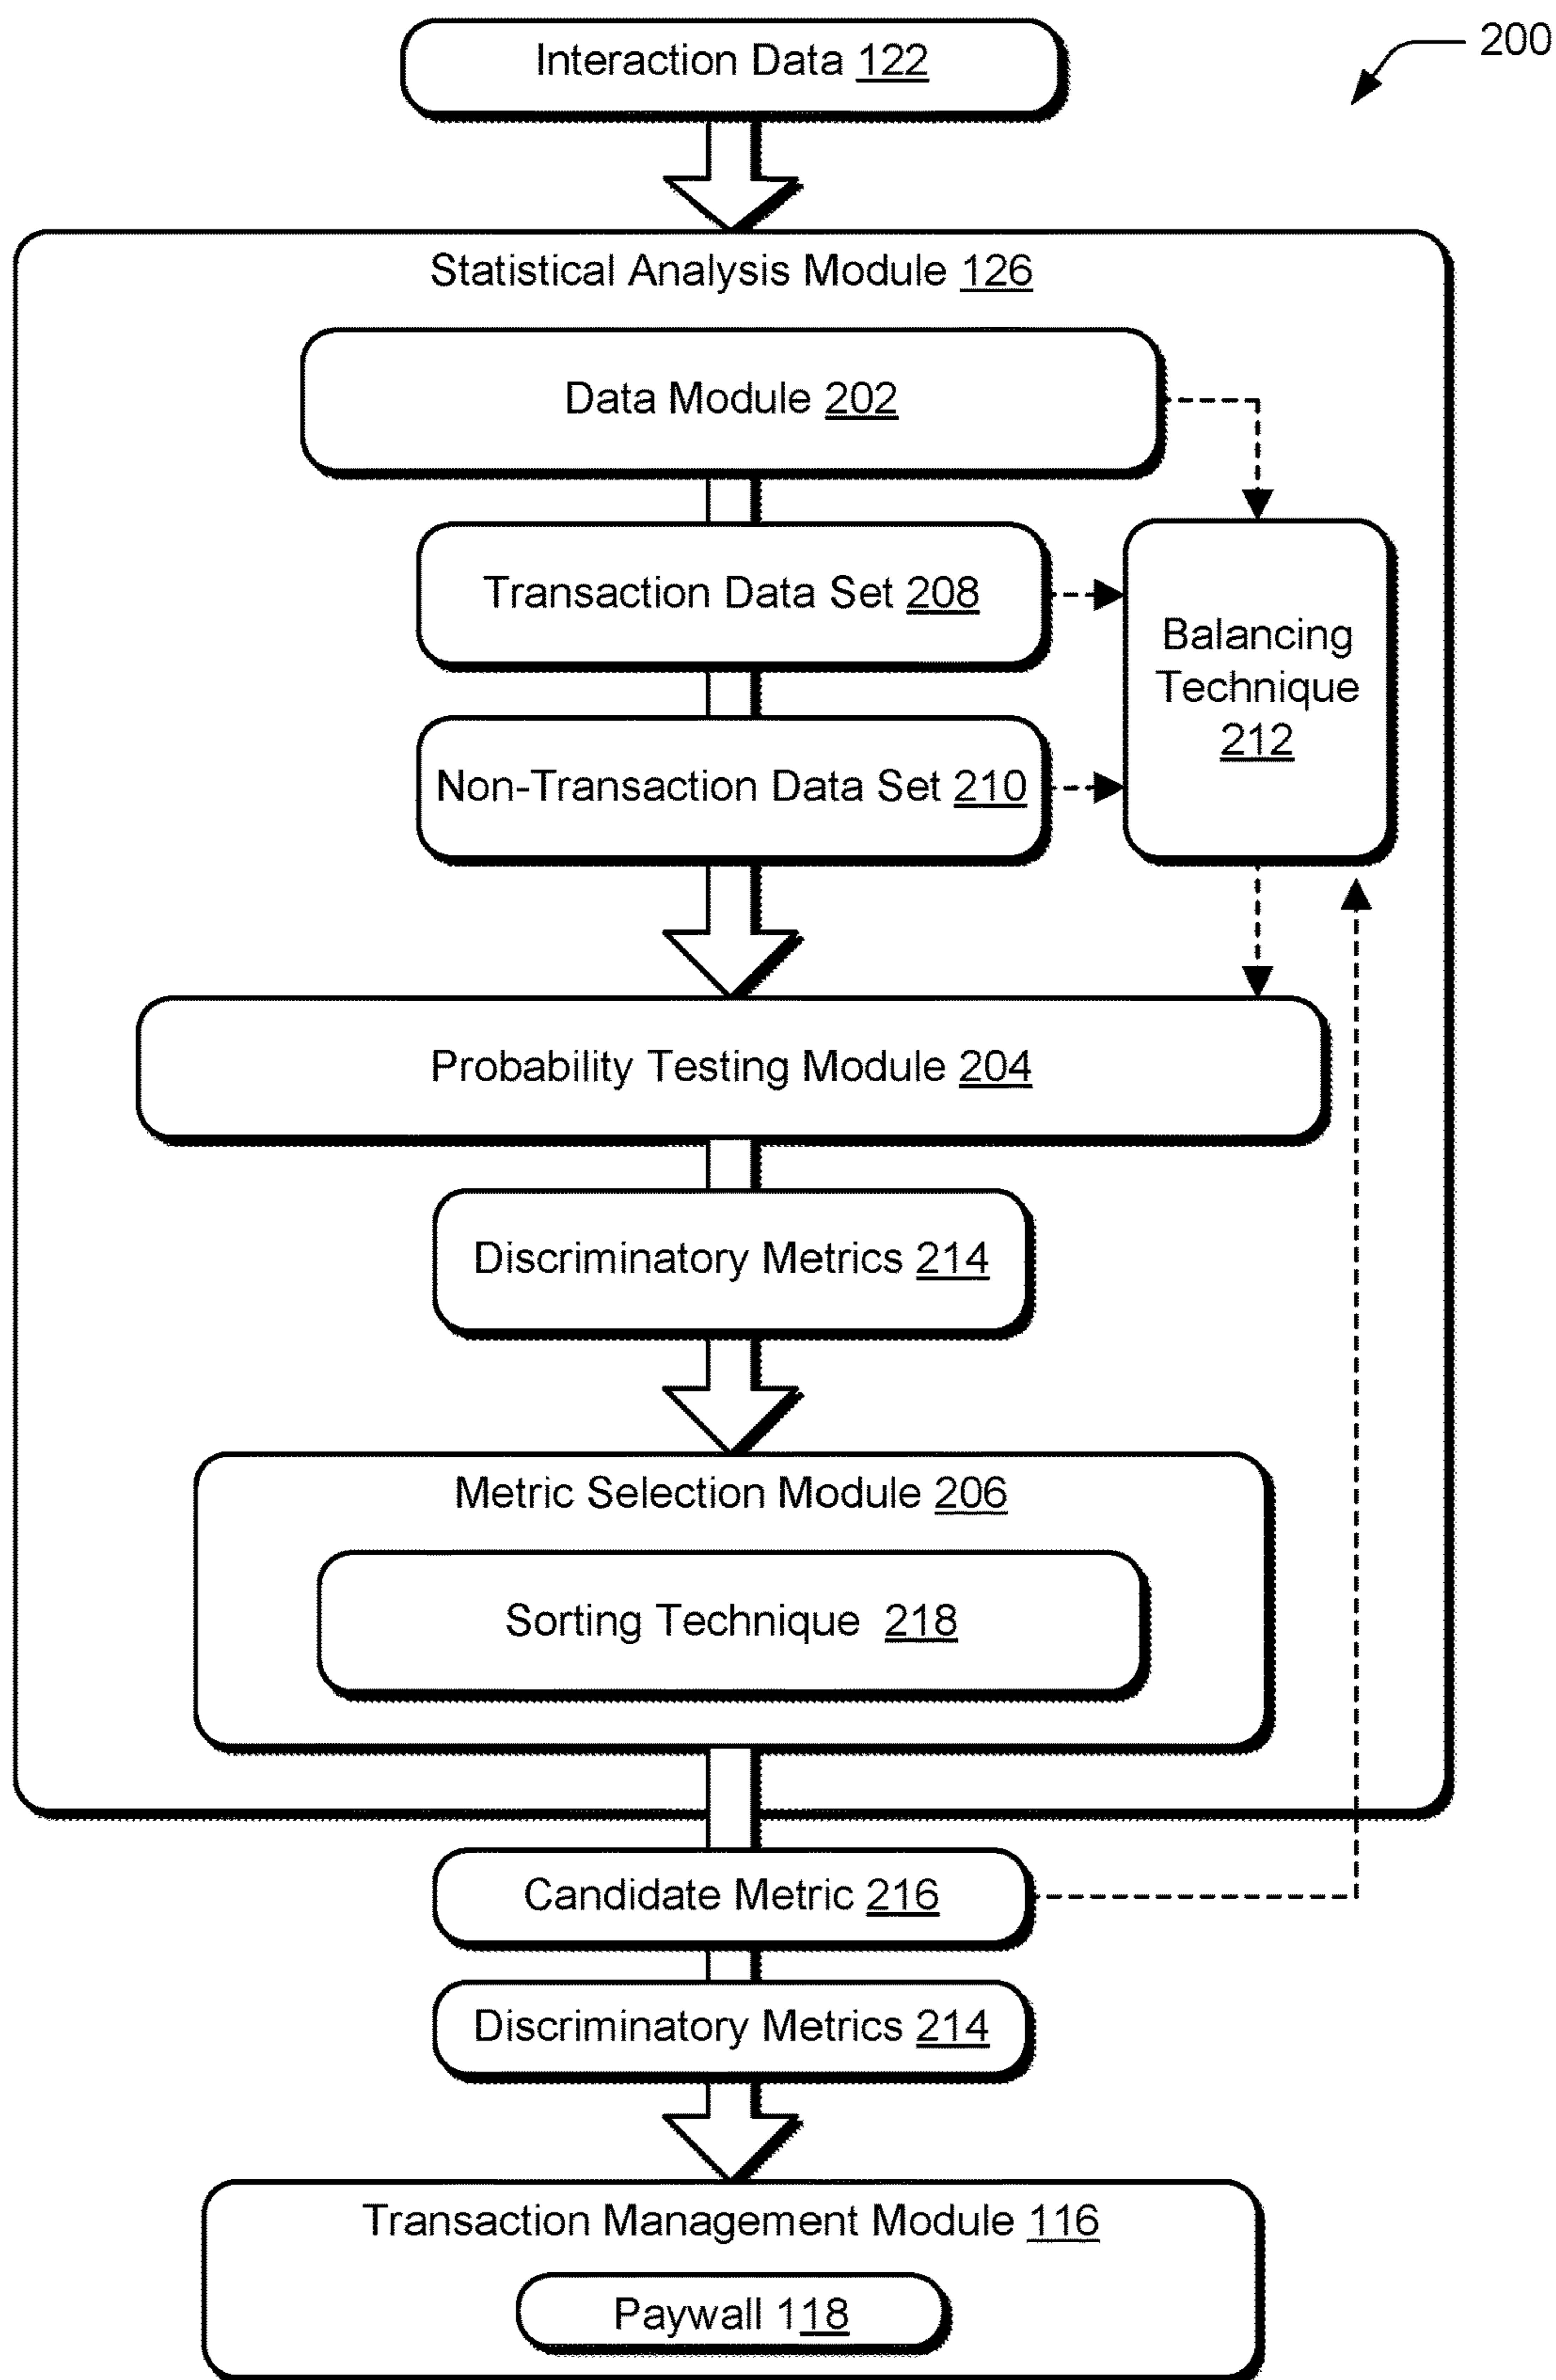 200
Interaction Data 122
Statistical Analysis Module 126
Data Module 202
Transaction Data Set 208
Balancing
Technique
212
Non-Transaction Data Set 210
Probability Testing Module 204
Discriminatory Metrics 214
Metric Selection Module 206
Sorting Technique 218
Candidate Metric 216
Discriminatory Metrics 214
Transaction Management Module 116
Paywall 118